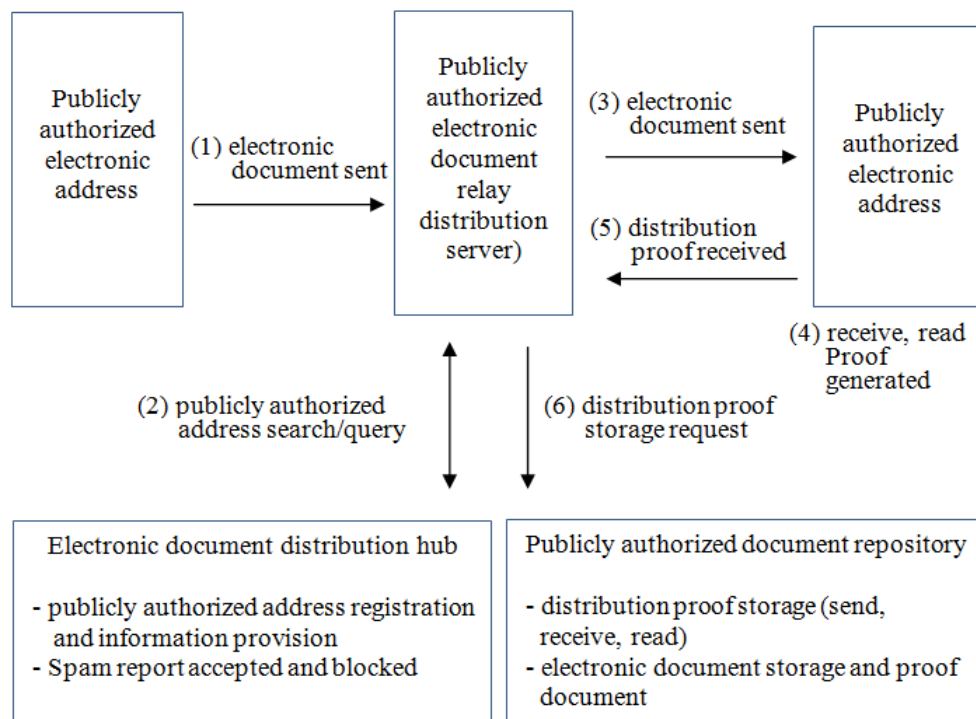 Publicly
authorized
electronic
address
(1) electronic
document sent
Publicly
authorized
electronic
document
relay
distribution
server)
(3) electronic
document sent
(5) distribution
proof received
Publicly
authorized
electronic
address
(4) receive, read
Proof
generated
(2) publicly authorized
address search/query
(6) distribution proof
storage request
Electronic document distribution hub
- publicly authorized address registration
and information provision
- Spam report accepted and blocked
Publicly authorized document repository
- distribution proof storage (send,
receive, read)
- electronic document storage and proof
document